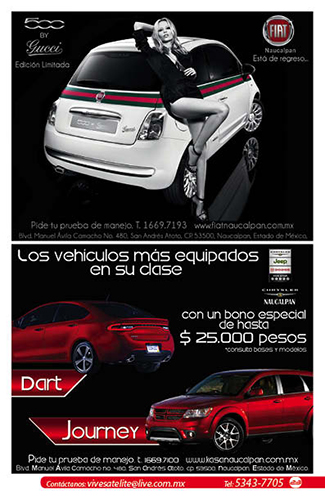 500
BY
Gucci
Edición Limitada
FIAT
Naucalpan
Está de regreso...
Pide tu prueba de manejo. T. 1669.7193 www.fiatnaucalpan.com.mx
Blvd. Manuel Ávila Camacho No. 480, San Andrés Atoto, CP.53500, Naucalpan, Estado de México.
Los vehículos más equipados
en su clase
Jeep
CHRYSLER
NAUCALPAN
con un bono especial
de hasta
$ 25,000 pesos
*consulta bases y modelos
Dart
Journey
Pide tu prueba de manejo. T. 1669.7100 www.kasanaucalpan.com.mx
Blvd. Manuel Ávila Camacho No. 480, San Andrés Atoto, cp 53500, Naucalpan, Estado de México.
Contáctanos: vivesatelite@live.com.mx
Tel: 5343-7705